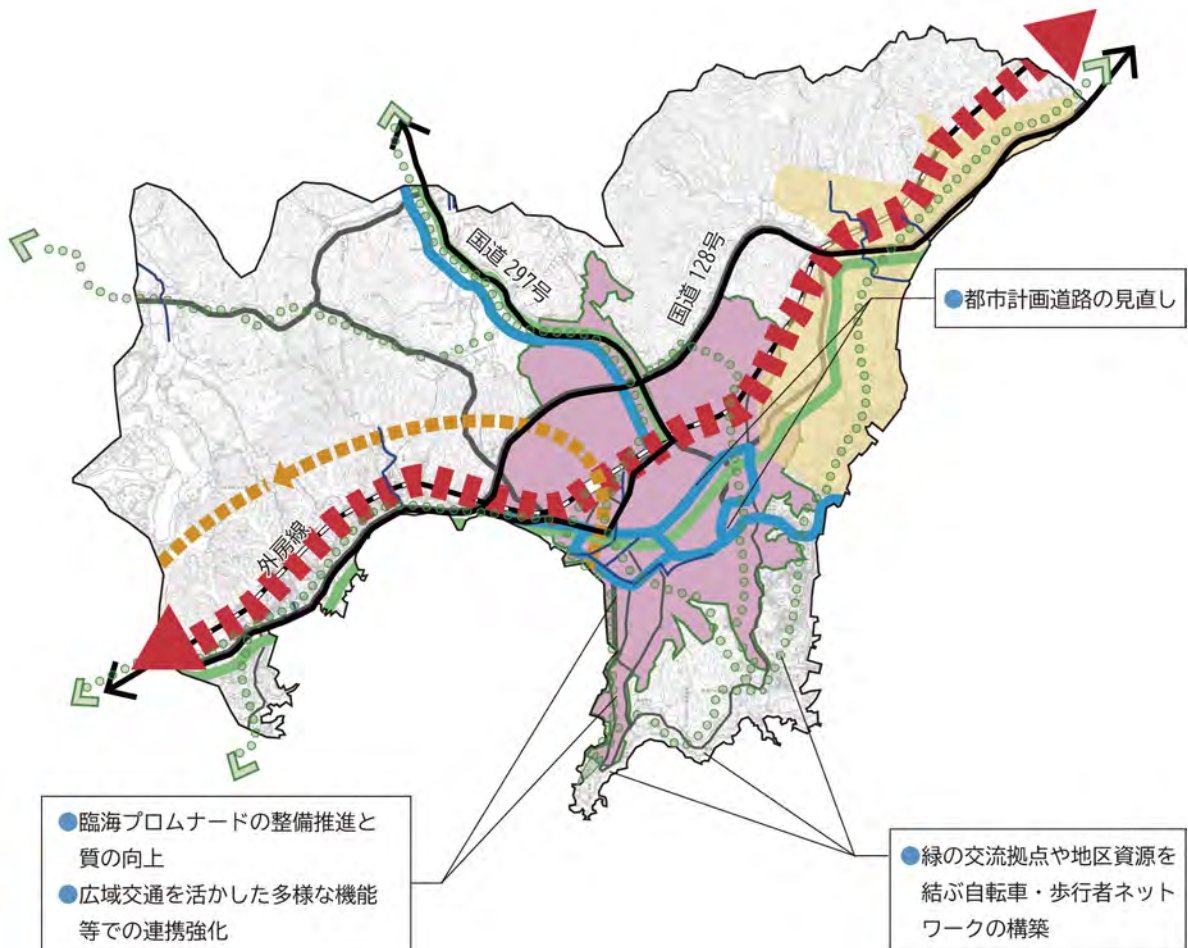 国道 297号
国道 128号
●都市計画道路の見直し
外房線
●臨海プロムナードの整備推進と
質の向上
●広域交通を活かした多様な機能
等での連携強化
●緑の交流拠点や地区資源を
結ぶ自転車・歩行者ネット
ワークの構築